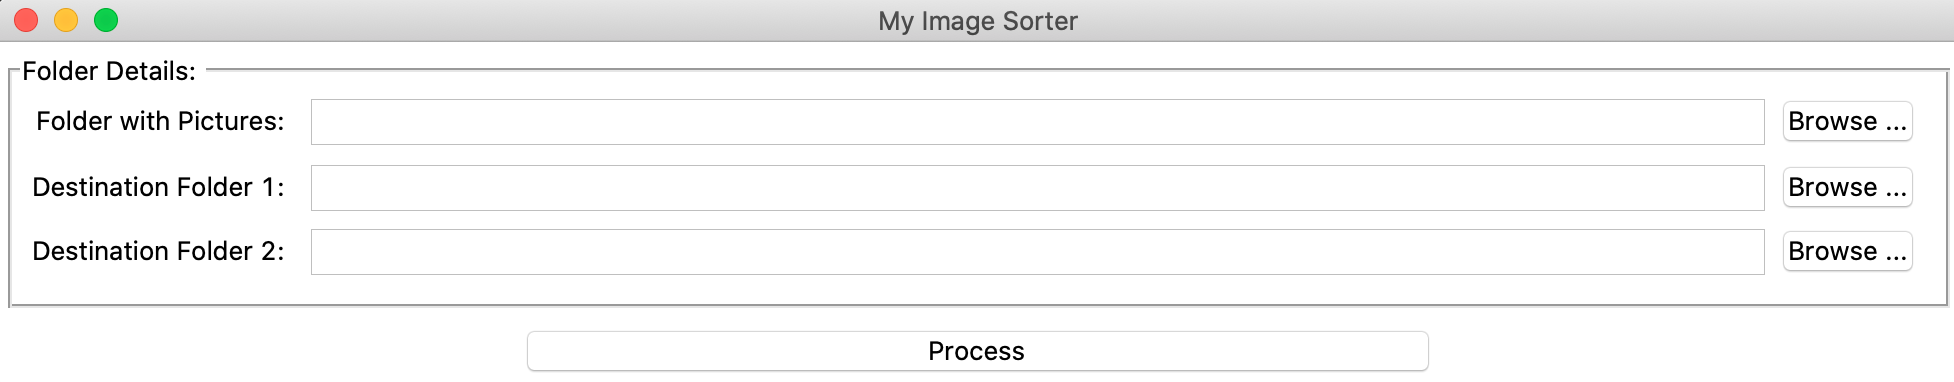 My Image Sorter
Folder Details:
Folder with Pictures: Browse ...
Destination Folder 1: Browse ...
Destination Folder 2: Browse ...
Process